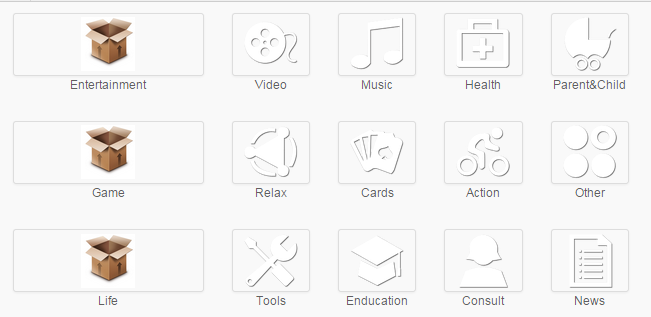 Entertainment Video Music Health Parent&Child
Game Relax Cards Action Other
Life Tools Enducation Consult News